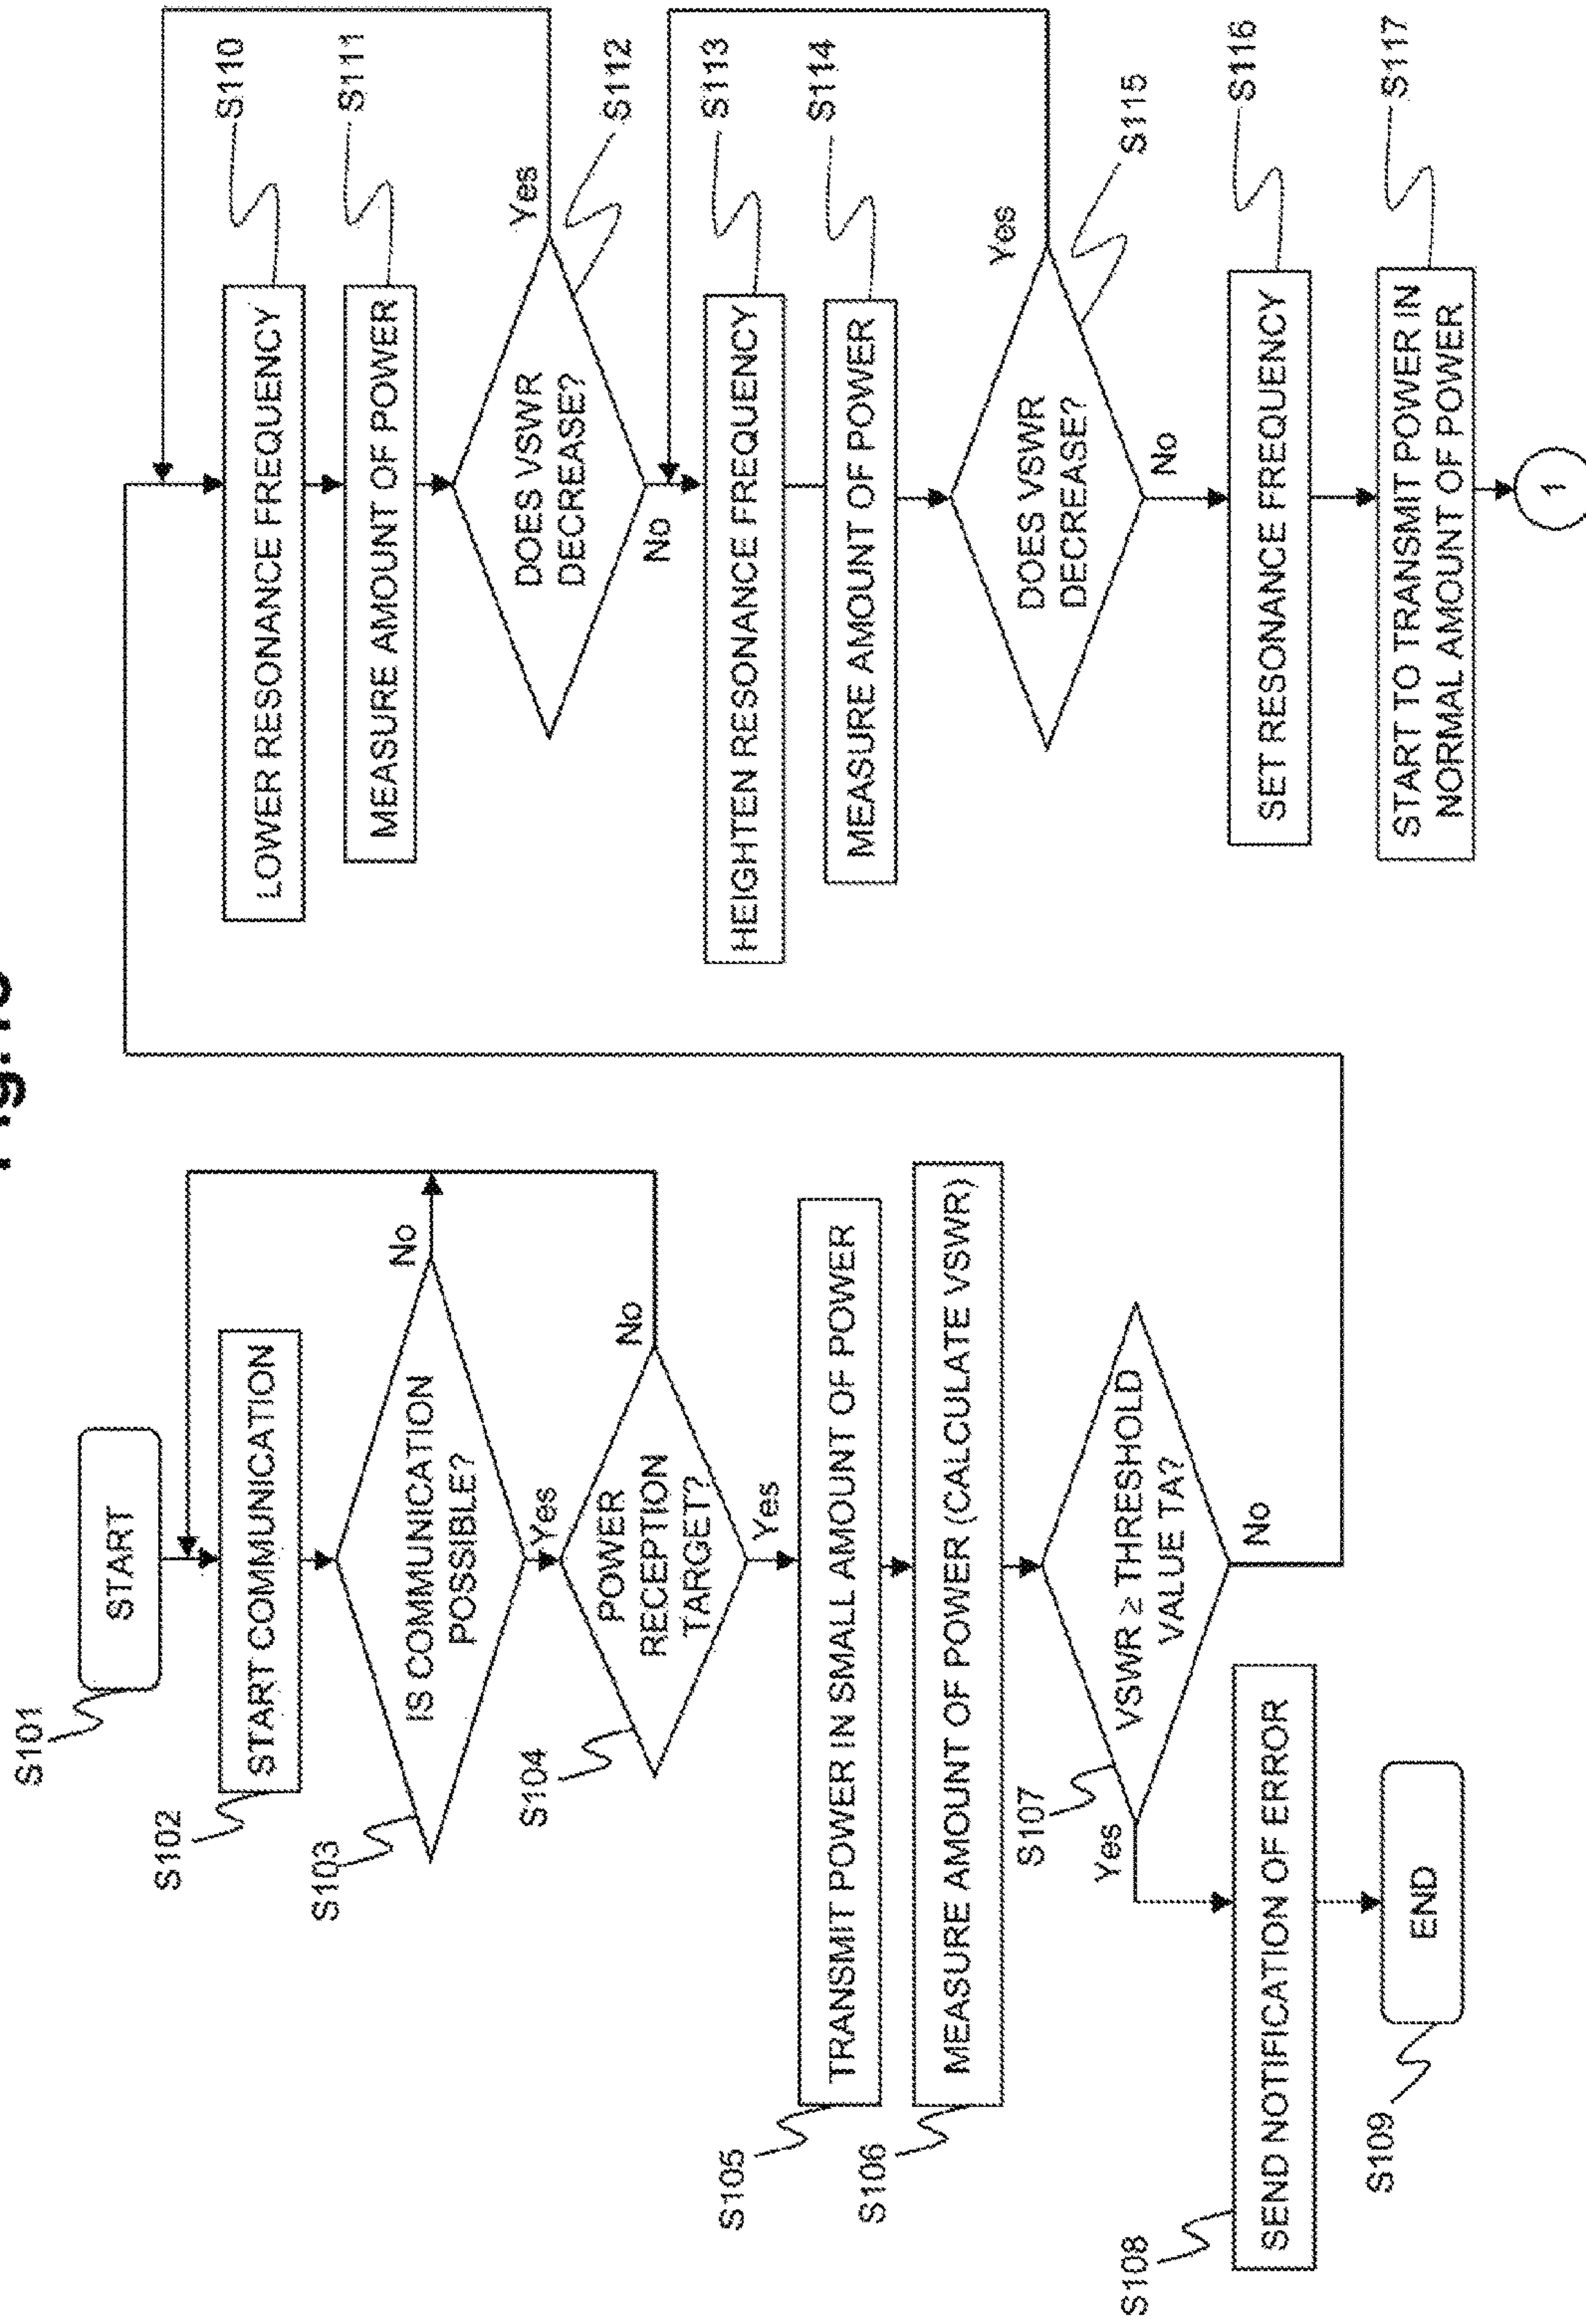 S101
START
S102
START COMMUNICATION
S103
IS COMMUNICATION
POSSIBLE?
No
Yes
S104
POWER
RECEPTION
TARGET?
No
Yes
S105
TRANSMIT POWER IN SMALL AMOUNT OF POWER
S106
MEASURE AMOUNT OF POWER (CALCULATE VSWR)
S107
VSWR ≥ THRESHOLD
VALUE TA?
Yes
No
S108
SEND NOTIFICATION OF ERROR
S109
END
LOWER RESONANCE FREQUENCY
S110
MEASURE AMOUNT OF POWER
S111
DOES VSWR
DECREASE?
Yes
S112
No
HEIGHTEN RESONANCE FREQUENCY
S113
MEASURE AMOUNT OF POWER
S114
DOES VSWR
DECREASE?
Yes
S115
No
SET RESONANCE FREQUENCY
S116
START TO TRANSMIT POWER IN
NORMAL AMOUNT OF POWER
S117
1